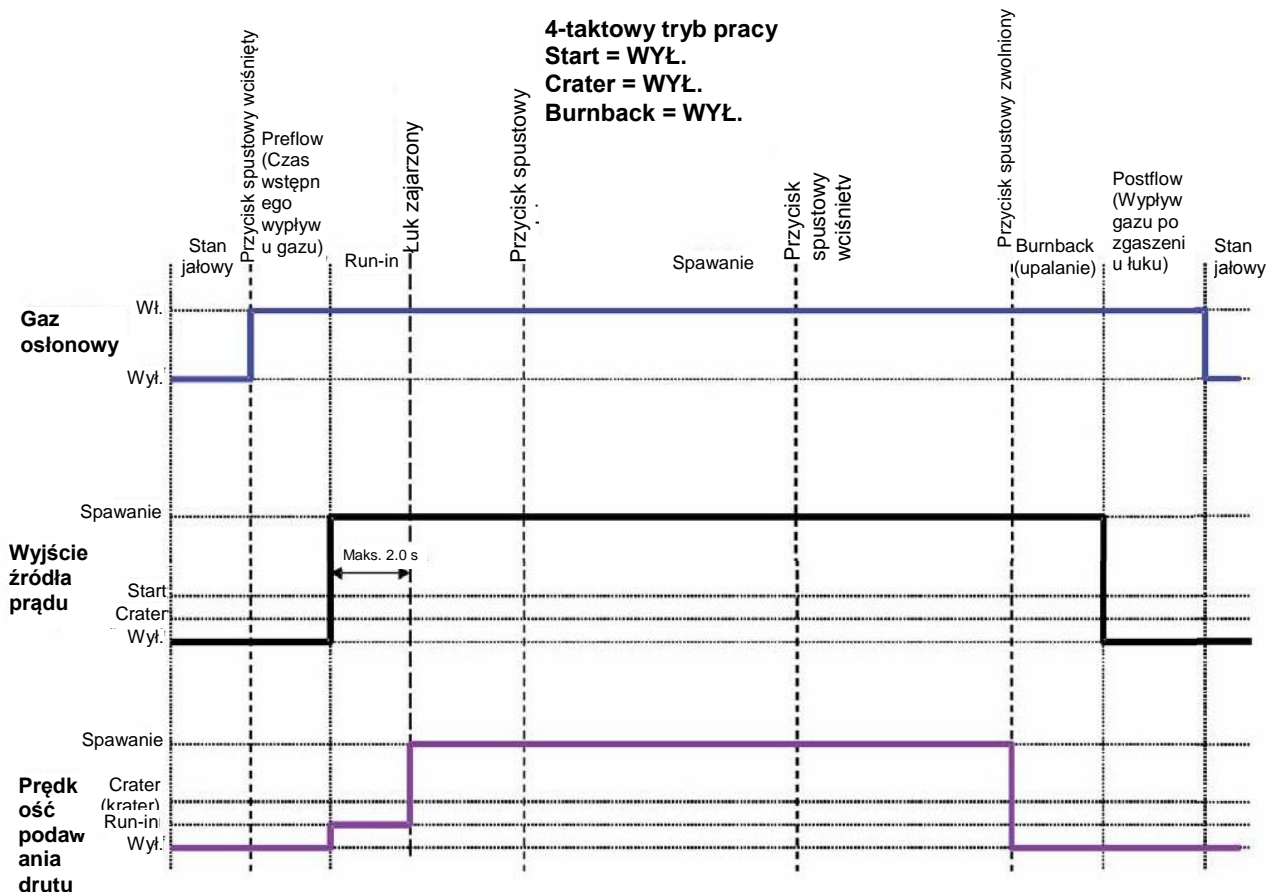 4-taktowy tryb pracy
Start = WYŁ.
Crater = WYŁ.
Burnback = WYŁ.
Stan
jałowy
Przycisk spustowy wciśnięty
Preflow
(Czas
wstępn
ego
wypływ
u gazu)
Run-in
Łuk zajarzony
Przycisk spustowy
Spawanie
Przycisk
spustowy
wciśniety
Przycisk spustowy zwolniony
Burnback
(upalanie)
Postflow
(Wypływ
gazu po
zgaszeni
u łuku)
Stan
jałowy
Gaz
osłonowy
Wł.
Wył.
Wyjście
źródła
prądu
Spawanie
Maks. 2.0 s
Start
Crater
Wył.
Prędk
ość
podaw
ania
drutu
Spawanie
Crater
(krater)
Run-in
Wył.